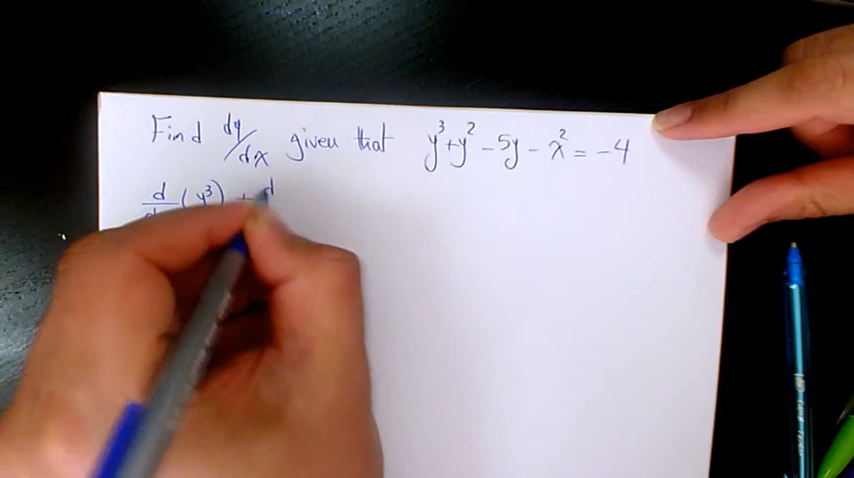 Find dy/dx given that y³+y² - 5y - x² = -4
d/d (y³) + d